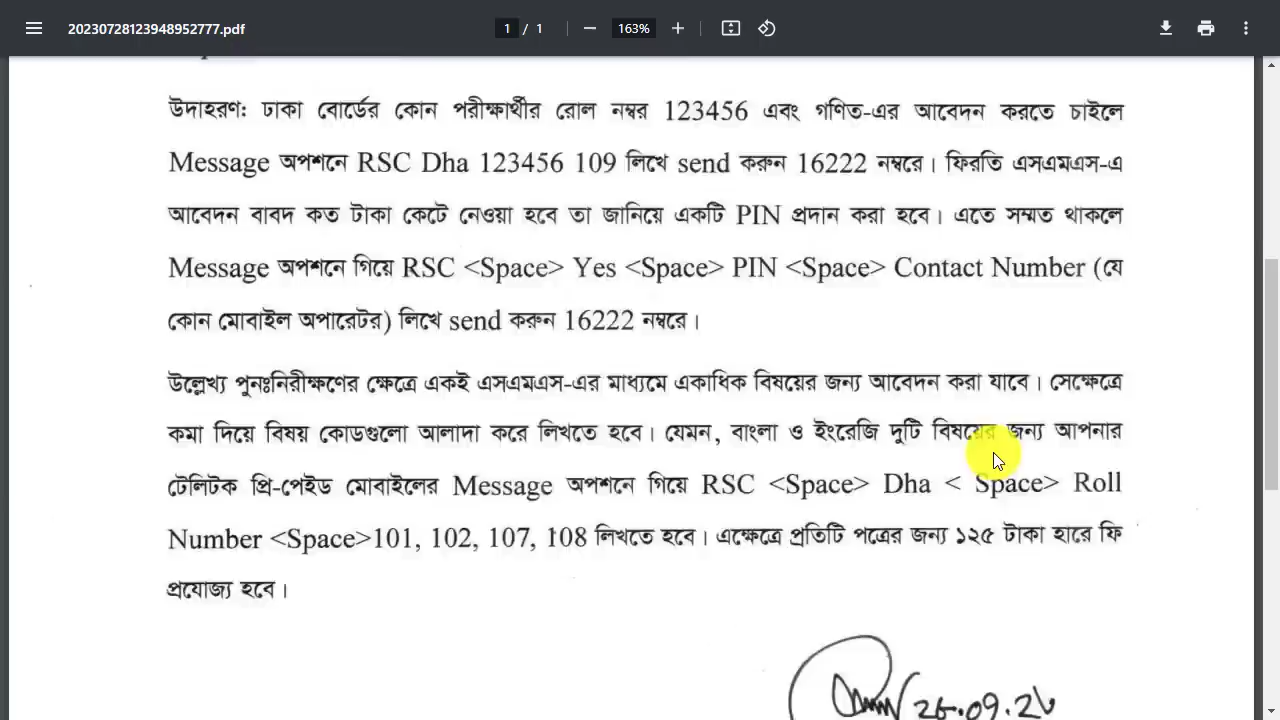 20230728123948952777.pdf
1 / 1
163%
উদাহরণ: ঢাকা বোর্ডের কোন পরীক্ষার্থীর রোল নম্বর 123456 এবং গণিত-এর আবেদন করতে চাইলে
Message অপশনে RSC Dha 123456 109 লিখে send করুন 16222 নম্বরে।  ফিরতি এসএমএস-এ
আবেদন বাবদ কত টাকা কেটে নেওয়া হবে তা জানিয়ে একটি PIN প্রদান করা হবে। এতে সম্মত থাকলে
Message অপশনে গিয়ে RSC <Space> Yes <Space> PIN <Space> Contact Number (যে
কোন মোবাইল অপারেটর) লিখে send করুন 16222 নম্বরে।
উল্লেখ্য পুনঃনিরীক্ষণের ক্ষেত্রে একই এসএমএস-এর মাধ্যমে একাধিক বিষয়ের জন্য আবেদন করা যাবে। সেক্ষেত্রে
কমা দিয়ে বিষয় কোডগুলো আলাদা করে লিখতে হবে। যেমন, বাংলা ও ইংরেজি দুটি বিষয়ের জন্য আপনার
টেলিটক প্রি-পেইড মোবাইলের Message অপশনে গিয়ে RSC <Space> Dha < Space> Roll
Number <Space>101, 102, 107, 108 লিখতে হবে। এক্ষেত্রে প্রতিটি পত্রের জন্য ১২৫ টাকা হারে ফি
প্রযোজ্য হবে।